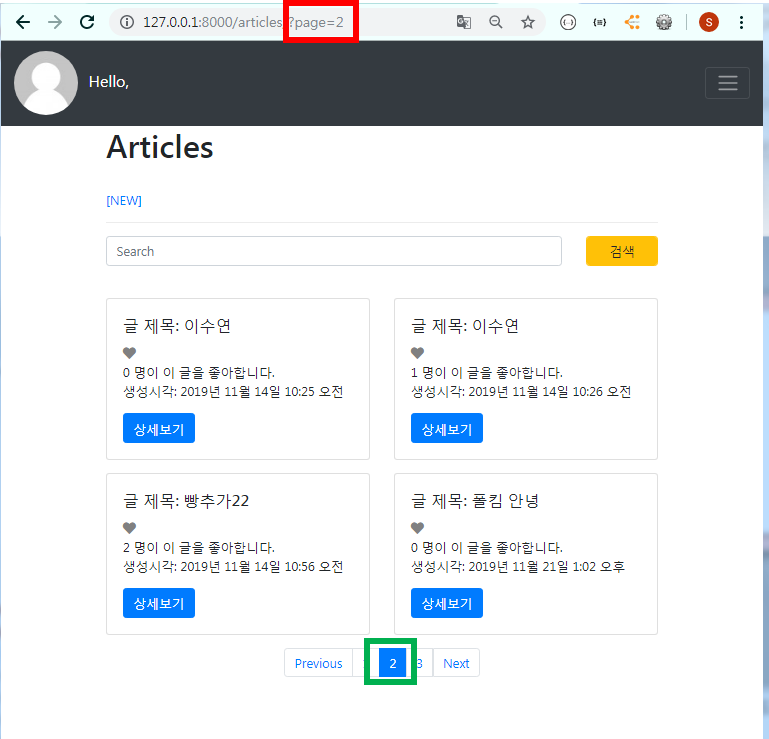 127.0.0.1:8000/articles/?page=2
S
Hello,
Articles
[NEW]
Search
검색
글 제목: 이수연
0 명이 이 글을 좋아합니다.
생성시각: 2019년 11월 14일 10:25 오전
상세보기
글 제목: 이수연
1 명이 이 글을 좋아합니다.
생성시각: 2019년 11월 14일 10:26 오전
상세보기
글 제목: 빵추가22
2 명이 이 글을 좋아합니다.
생성시각: 2019년 11월 14일 10:56 오전
상세보기
글 제목: 폴킴 안녕
0 명이 이 글을 좋아합니다.
생성시각: 2019년 11월 21일 1:02 오후
상세보기
Previous 2 3 Next